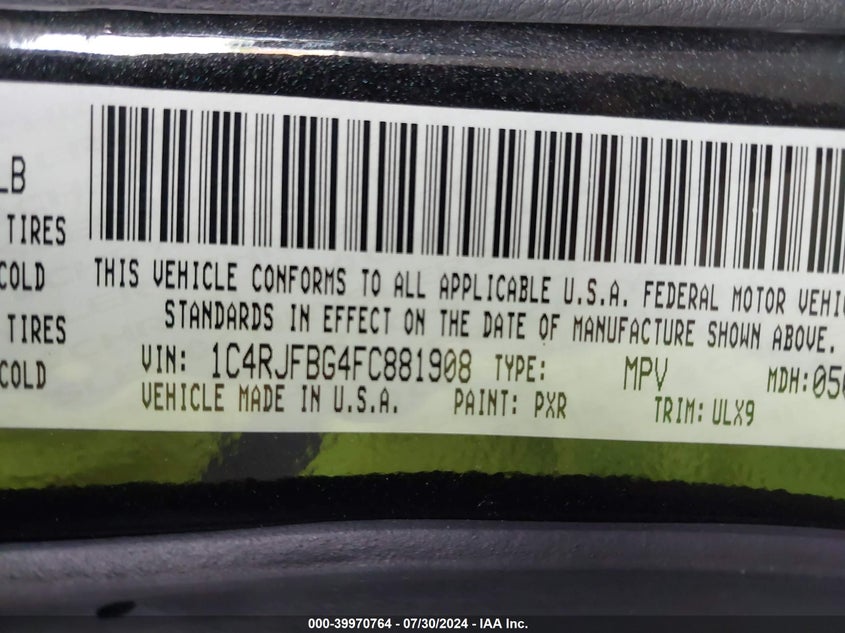 LB
TIRES
COLD
TIRES
COLD
THIS VEHICLE CONFORMS TO ALL APPLICABLE U.S.A. FEDERAL MOTOR
STANDARDS IN EFFECT ON THE DATE OF MANUFACTURE SHOWN ABOVE.
VIN: 1C4RJFBG4FC881908 TYPE: MPV MDH:050
VEHICLE MADE IN U.S.A. PAINT: PXR TRIM: ULX9
000-39970764 / 07/30/2024 - IAA Inc.